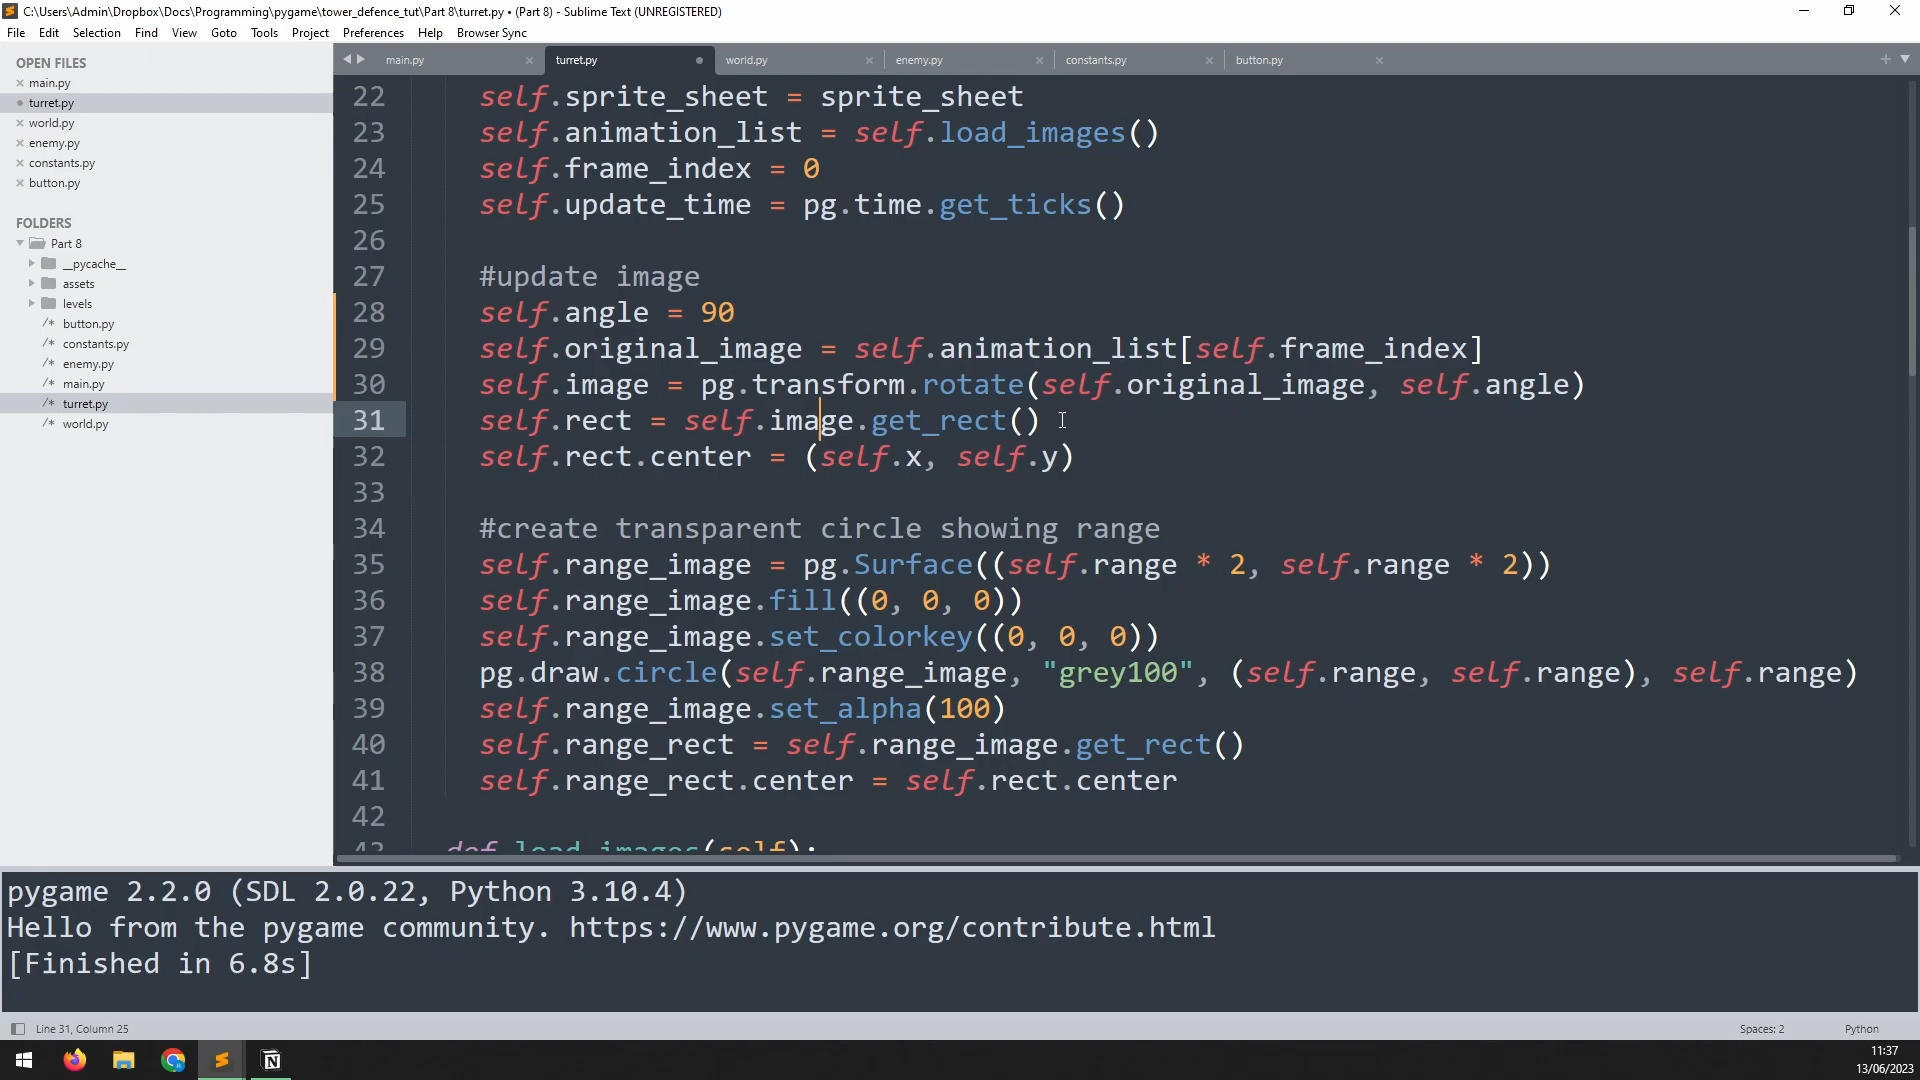 C:\Users\Admin\Dropbox\Docs\Programming\pygame\tower_defence_tut\Part 8\turret.py • (Part 8) - Sublime Text (UNREGISTERED)
File Edit Selection Find View Goto Tools Project Preferences Help Browser Sync
OPEN FILES
main.py
turret.py
world.py
enemy.py
constants.py
button.py
FOLDERS
Part 8
__pycache__
assets
levels
button.py
constants.py
enemy.py
main.py
turret.py
world.py
main.py turret.py world.py enemy.py constants.py button.py
22 self.sprite_sheet = sprite_sheet
23 self.animation_list = self.load_images()
24 self.frame_index = 0
25 self.update_time = pg.time.get_ticks()
26
27 #update image
28 self.angle = 90
29 self.original_image = self.animation_list[self.frame_index]
30 self.image = pg.transform.rotate(self.original_image, self.angle)
31 self.rect = self.image.get_rect()
32 self.rect.center = (self.x, self.y)
33
34 #create transparent circle showing range
35 self.range_image = pg.Surface((self.range * 2, self.range * 2))
36 self.range_image.fill((0, 0, 0))
37 self.range_image.set_colorkey((0, 0, 0))
38 pg.draw.circle(self.range_image, "grey100", (self.range, self.range), self.range)
39 self.range_image.set_alpha(100)
40 self.range_rect = self.range_image.get_rect()
41 self.range_rect.center = self.rect.center
42
43 def load_images(self):
pygame 2.2.0 (SDL 2.0.22, Python 3.10.4)
Hello from the pygame community. https://www.pygame.org/contribute.html
[Finished in 6.8s]
Line 31, Column 25
Spaces: 2 Python
11:37
13/06/2023